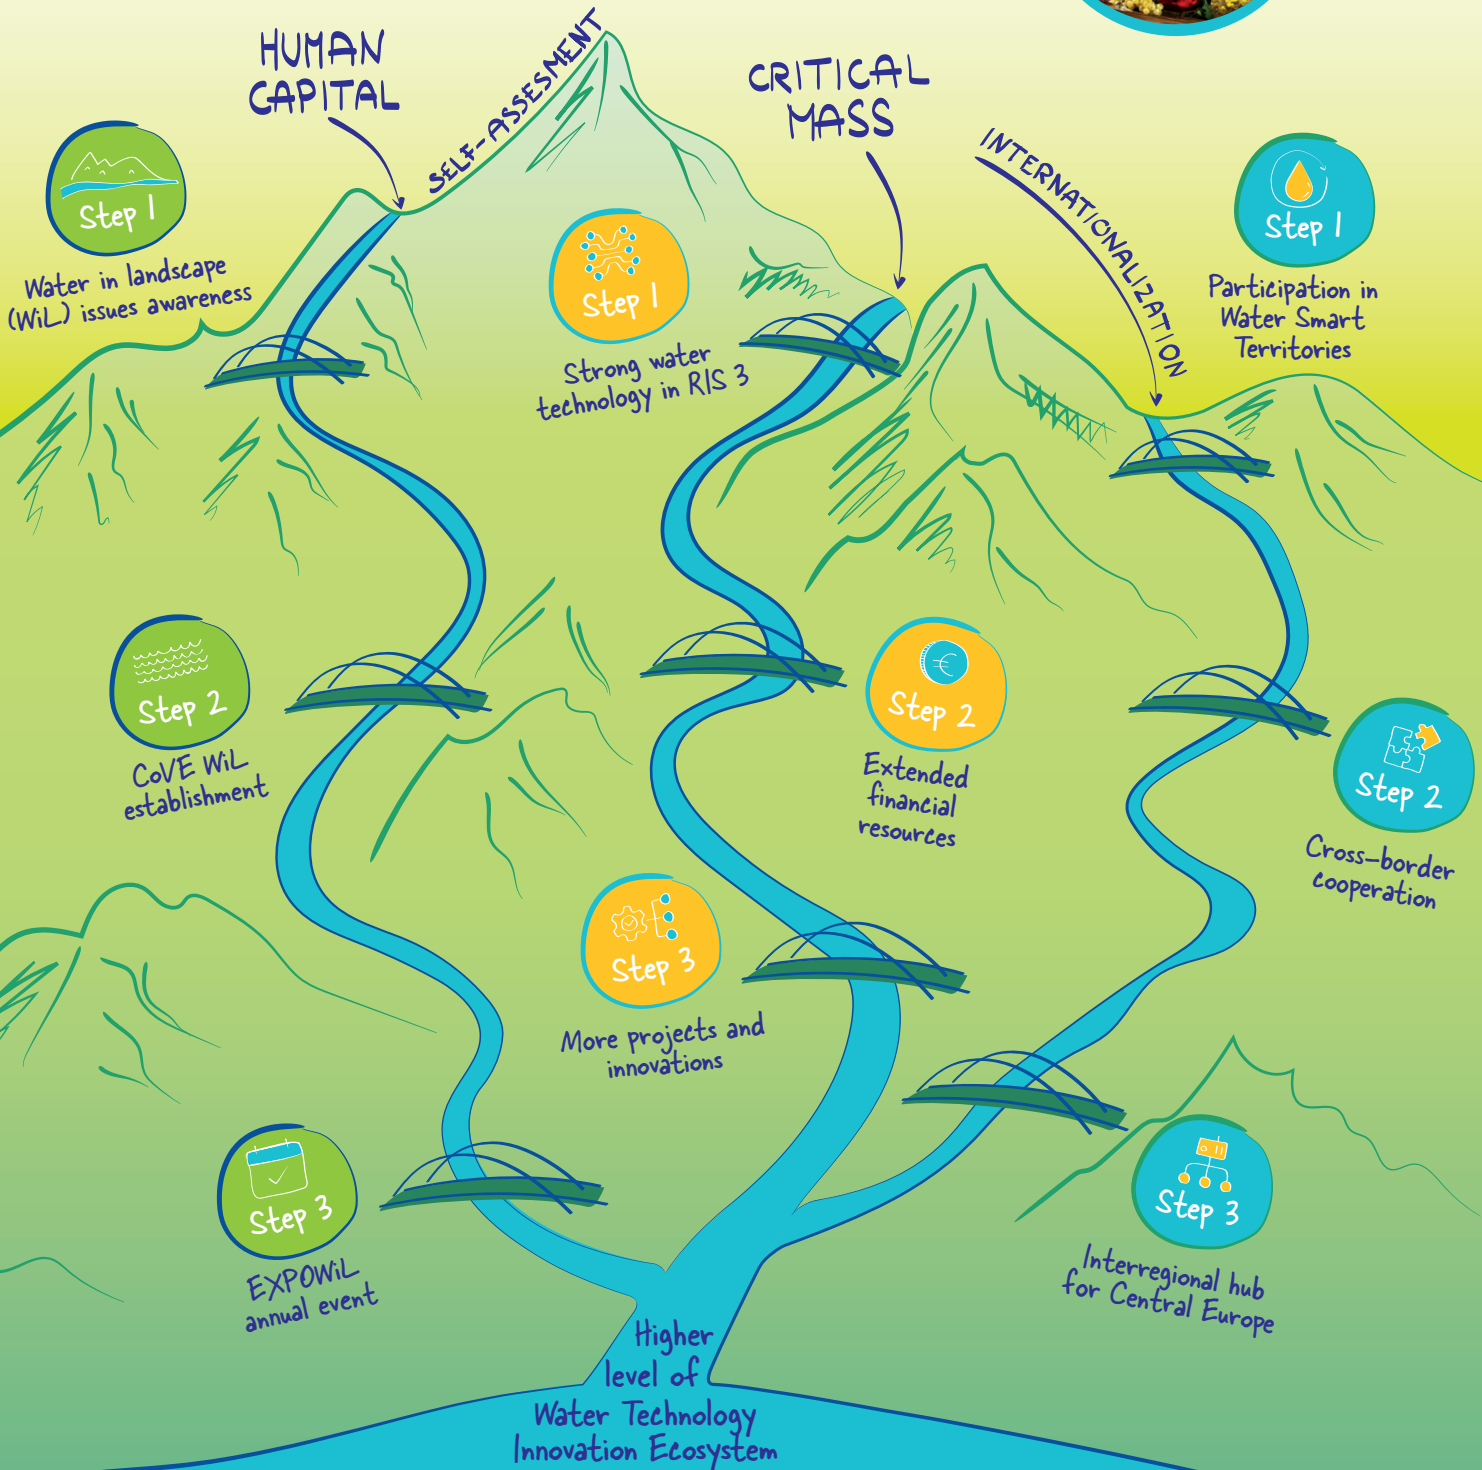 HUMAN
CAPITAL
SELF-ASSESMENT
CRITICAL
MASS
INTERNATIONALIZATION
Step 1
Water in landscape
(WiL) issues awareness
Step 1
Strong water
technology in RIS 3
Step 1
Participation in
Water Smart
Territories
Step 2
CoVE WiL
establishment
Step 2
Extended
financial
resources
Step 2
Cross-border
cooperation
Step 3
More projects and
innovations
Step 3
EXPOWiL
annual event
Step 3
Interregional hub
for Central Europe
Higher
level of
Water Technology
Innovation Ecosystem